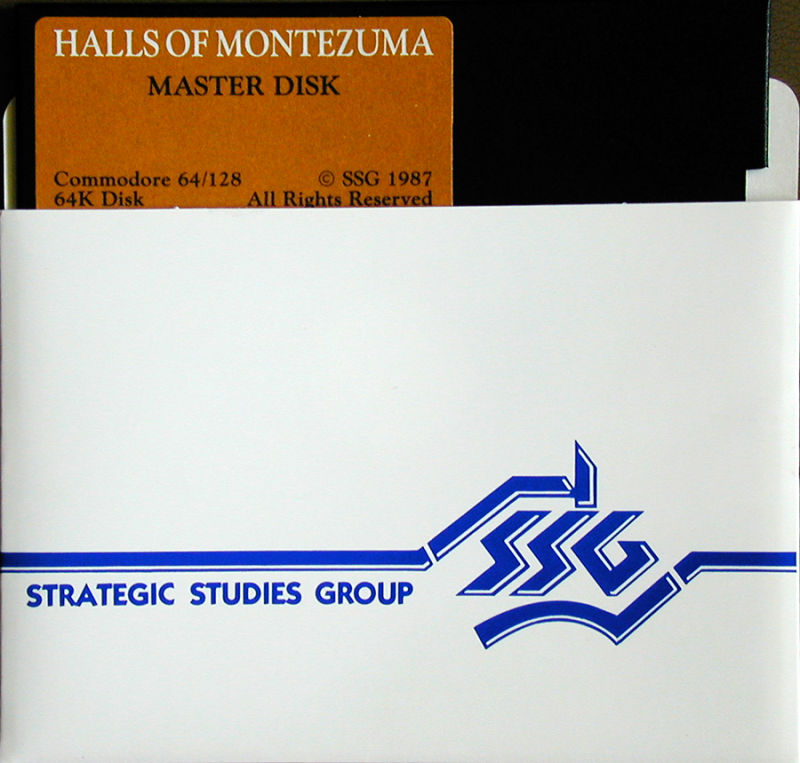 HALLS OF MONTEZUMA
MASTER DISK
Commodore 64/128 © SSG 1987
64K Disk All Rights Reserved
SSG
STRATEGIC STUDIES GROUP